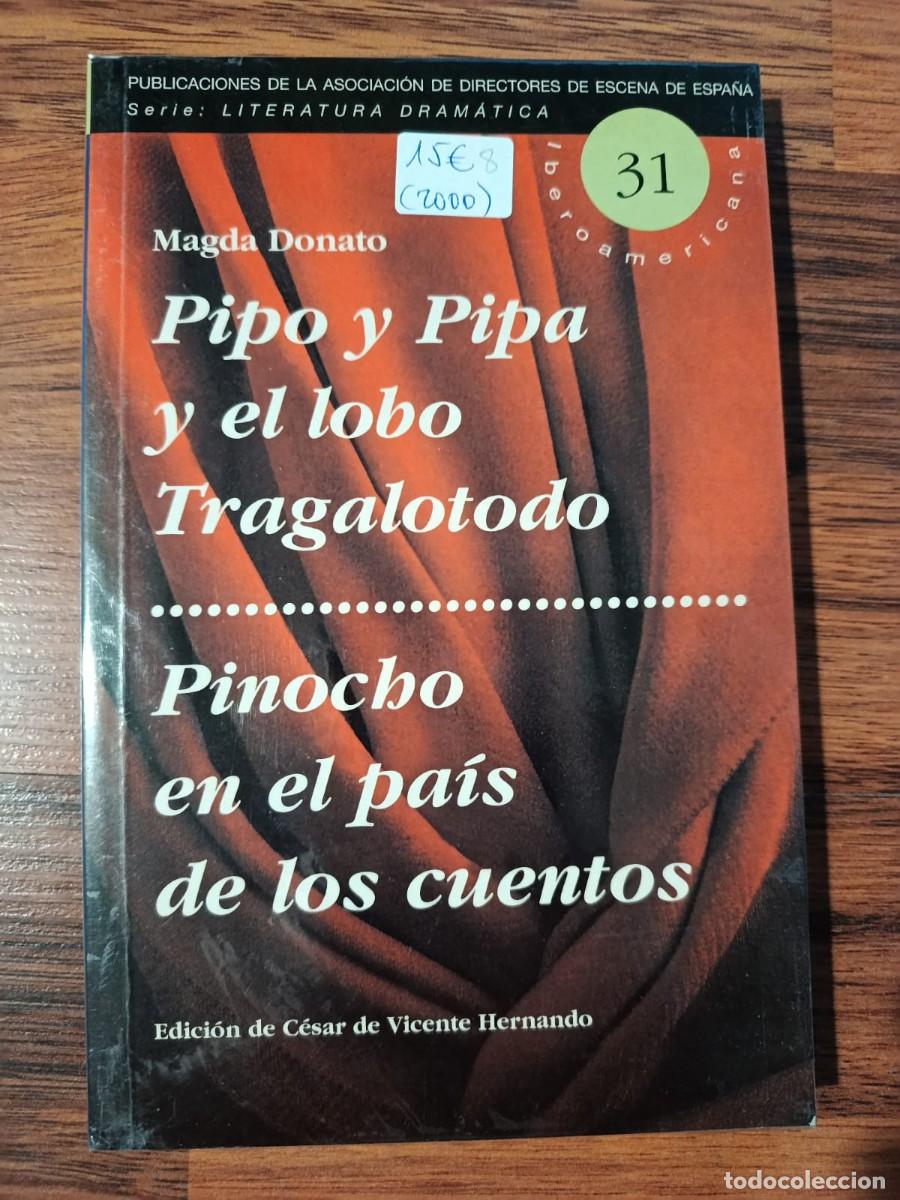 PUBLICACIONES DE LA ASOCIACIÓN DE DIRECTORES DE ESCENA DE ESPAÑA
Serie: LITERATURA DRAMÁTICA
15€ 8
(2000)
31
Iberoamericana
Magda Donato
Pipo y Pipa
y el lobo
Tragalotodo
Pinocho
en el país
de los cuentos
Edición de César de Vicente Hernando
todocoleccion